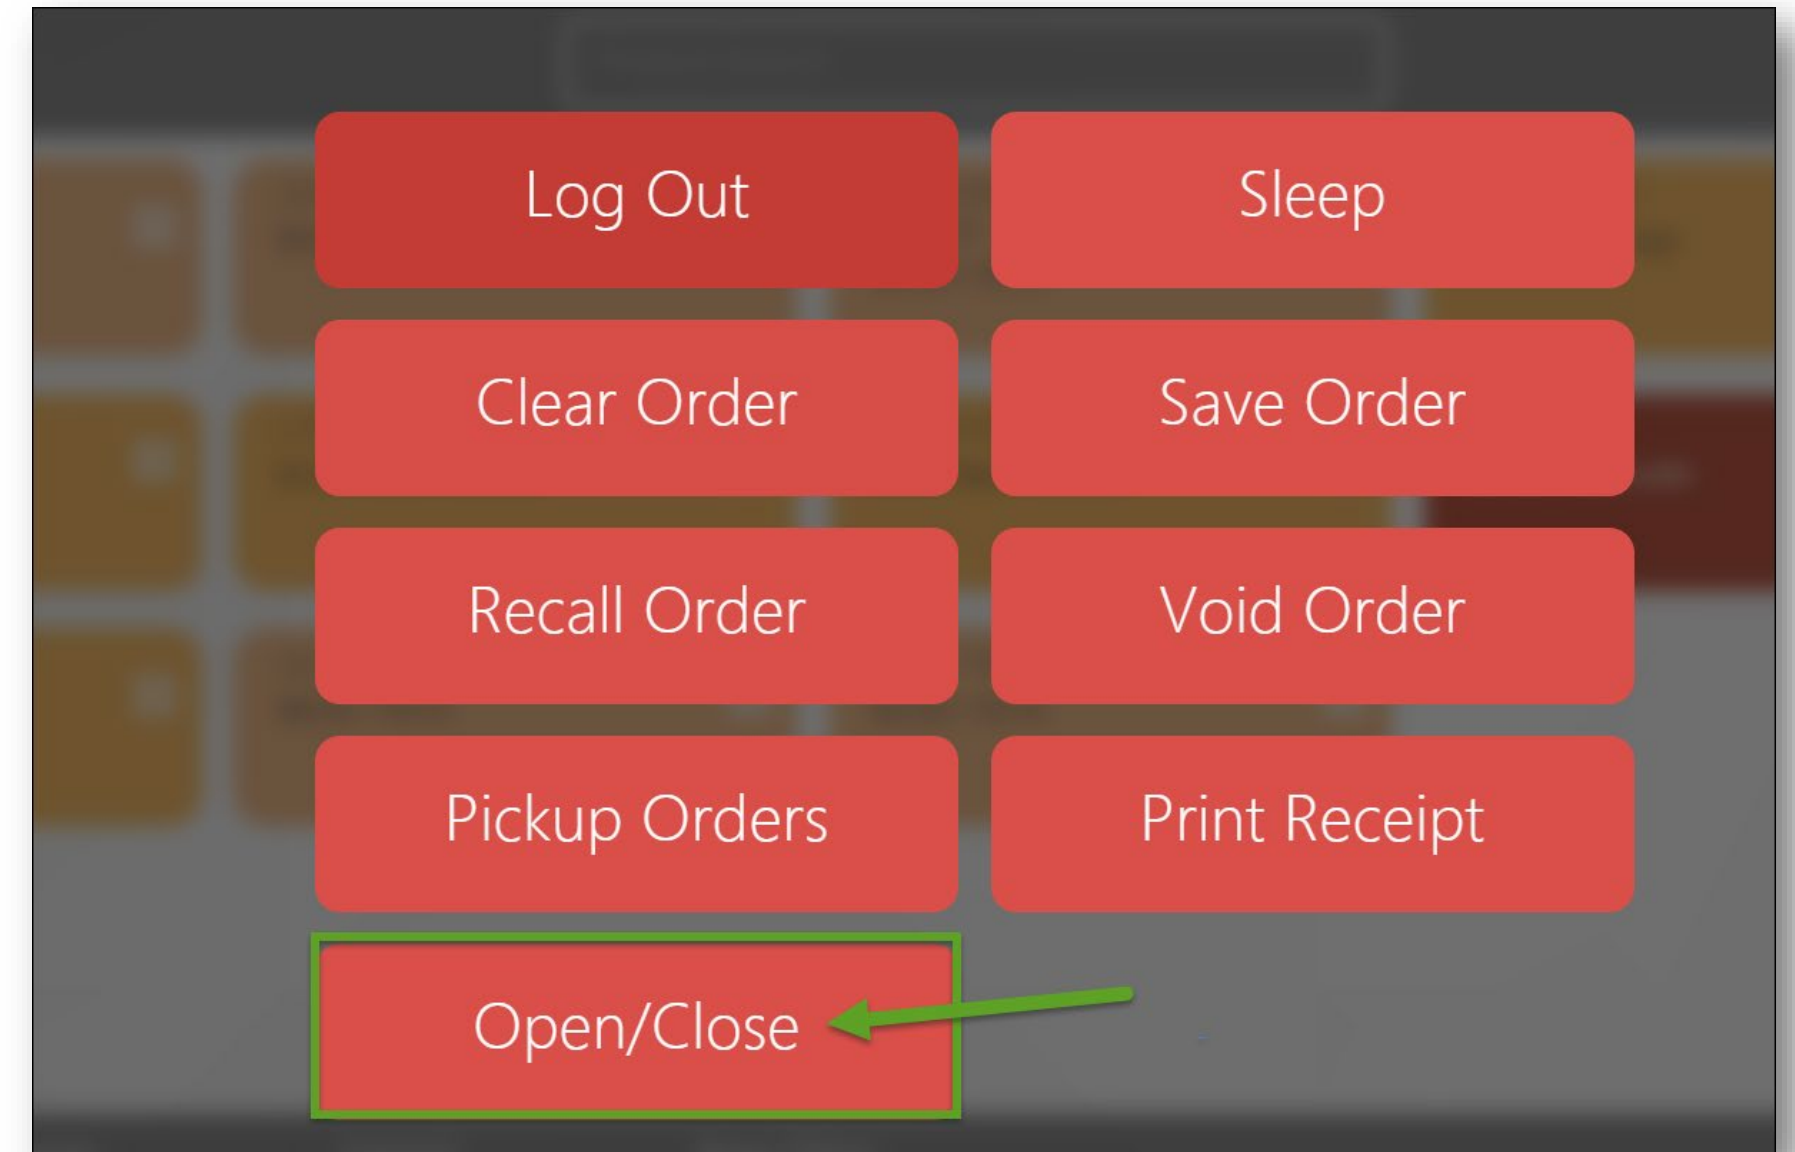 Log Out
Sleep
Clear Order
Save Order
Recall Order
Void Order
Pickup Orders
Print Receipt
Open/Close